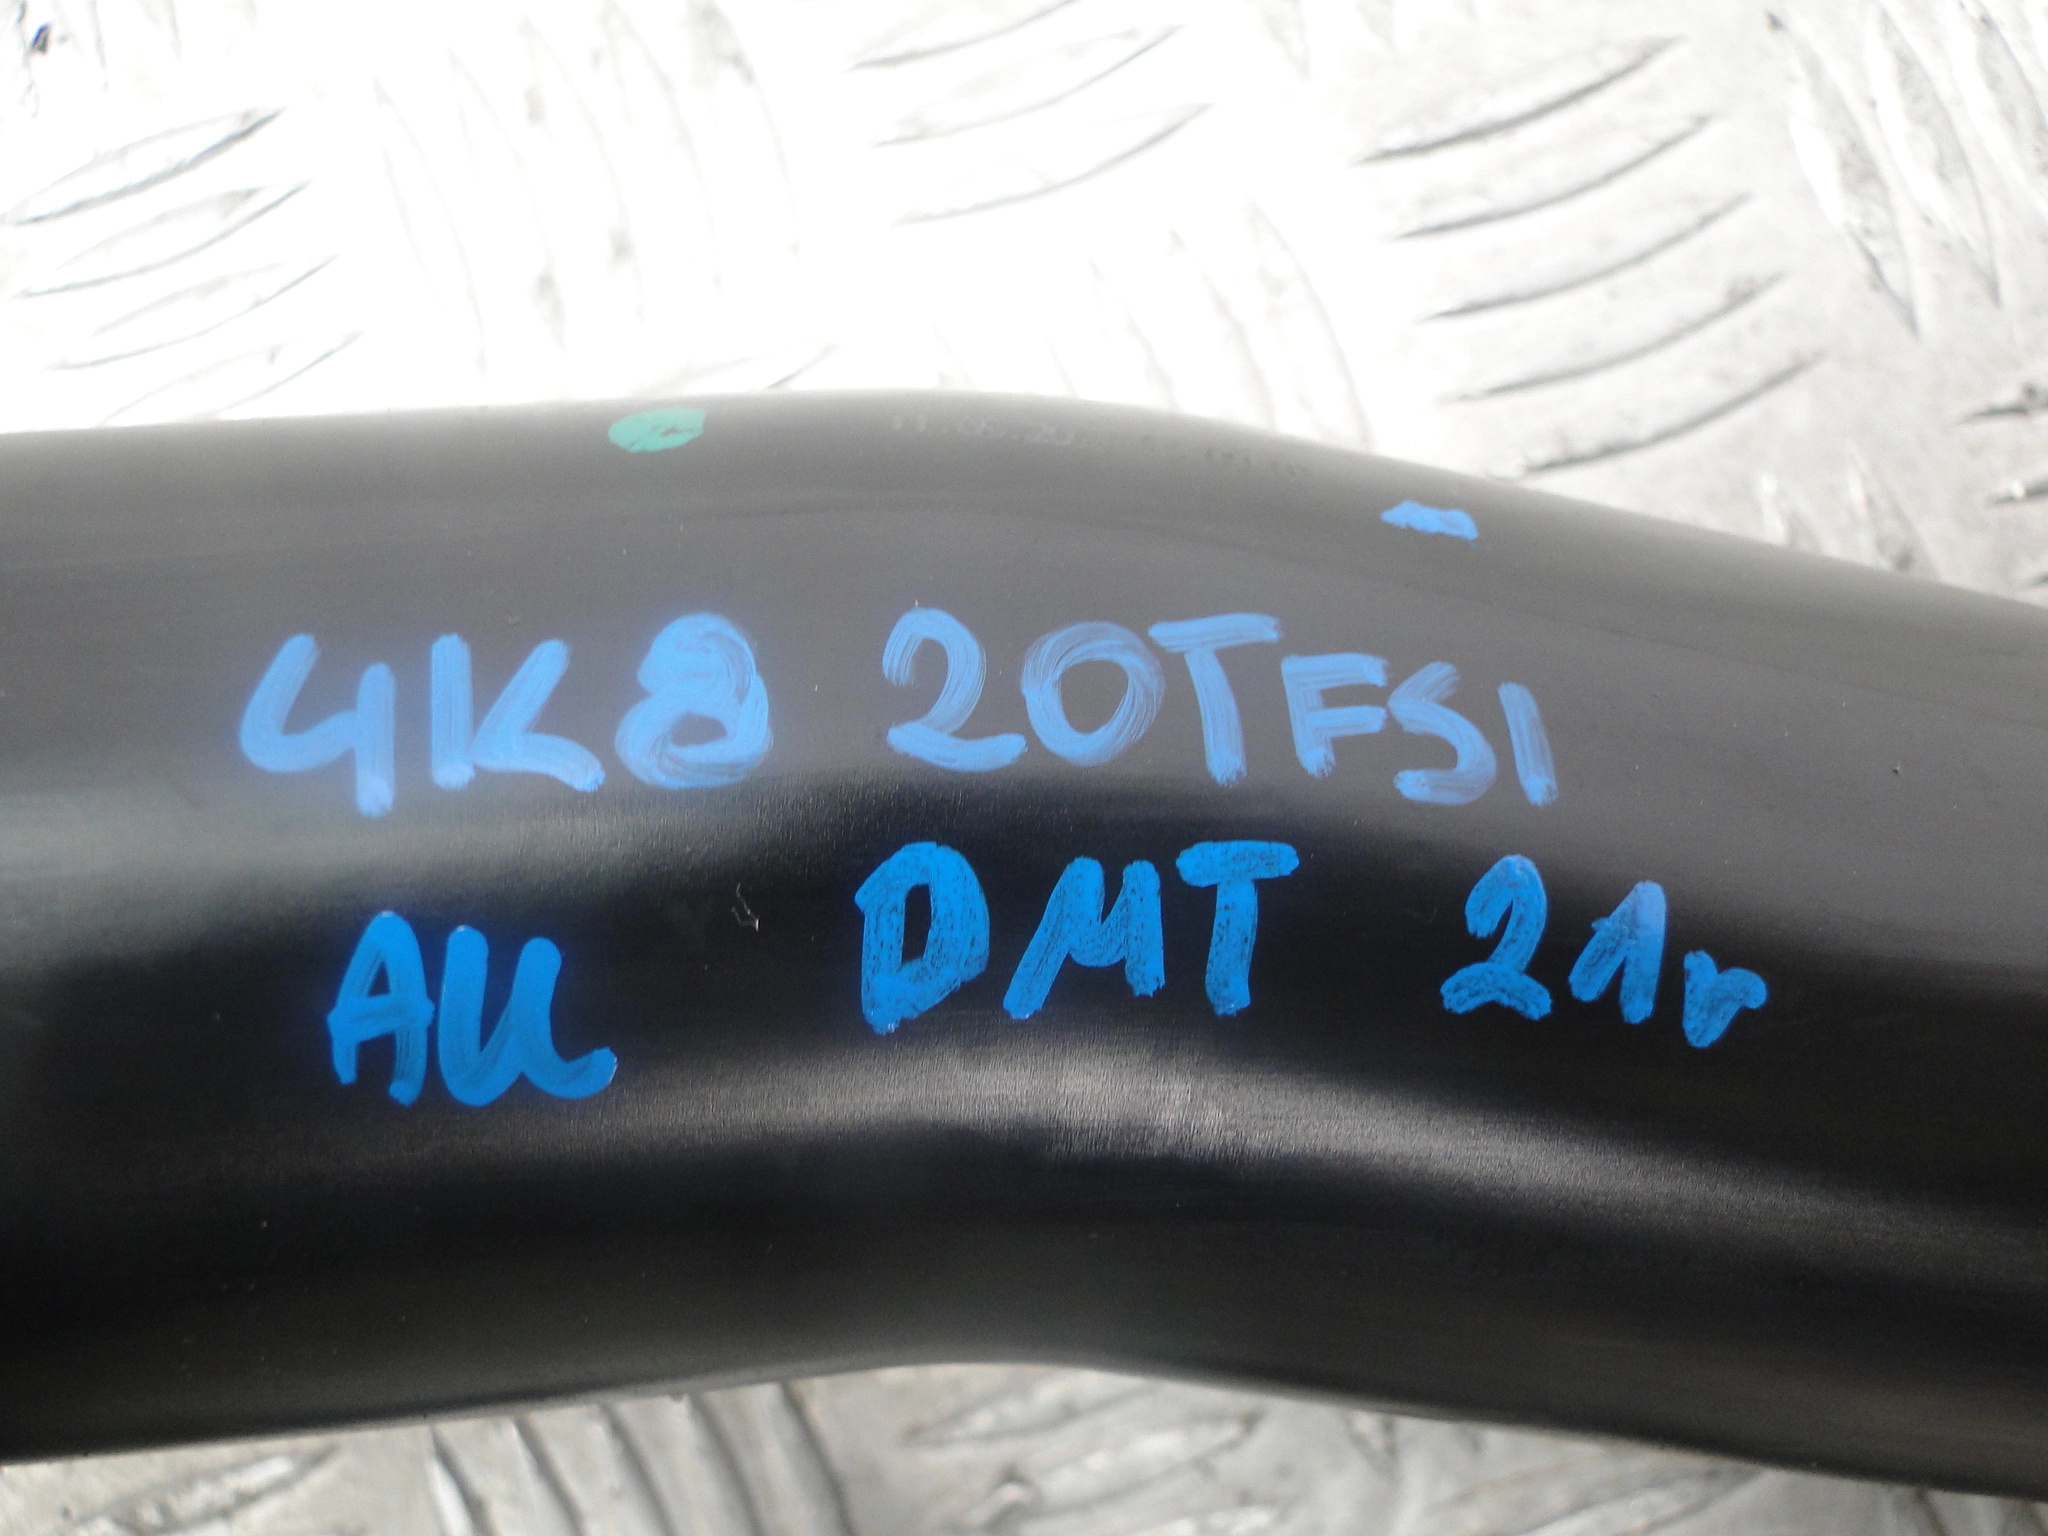 4K8 20TFSI
AU DMT 21r